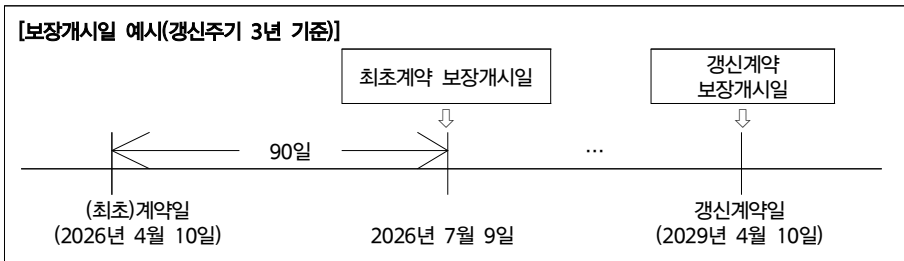 [보장개시일 예시(갱신주기 3년 기준)]
최초계약 보장개시일
갱신계약
보장개시일
90일
…
(최초)계약일
(2026년 4월 10일)
2026년 7월 9일
갱신계약일
(2029년 4월 10일)